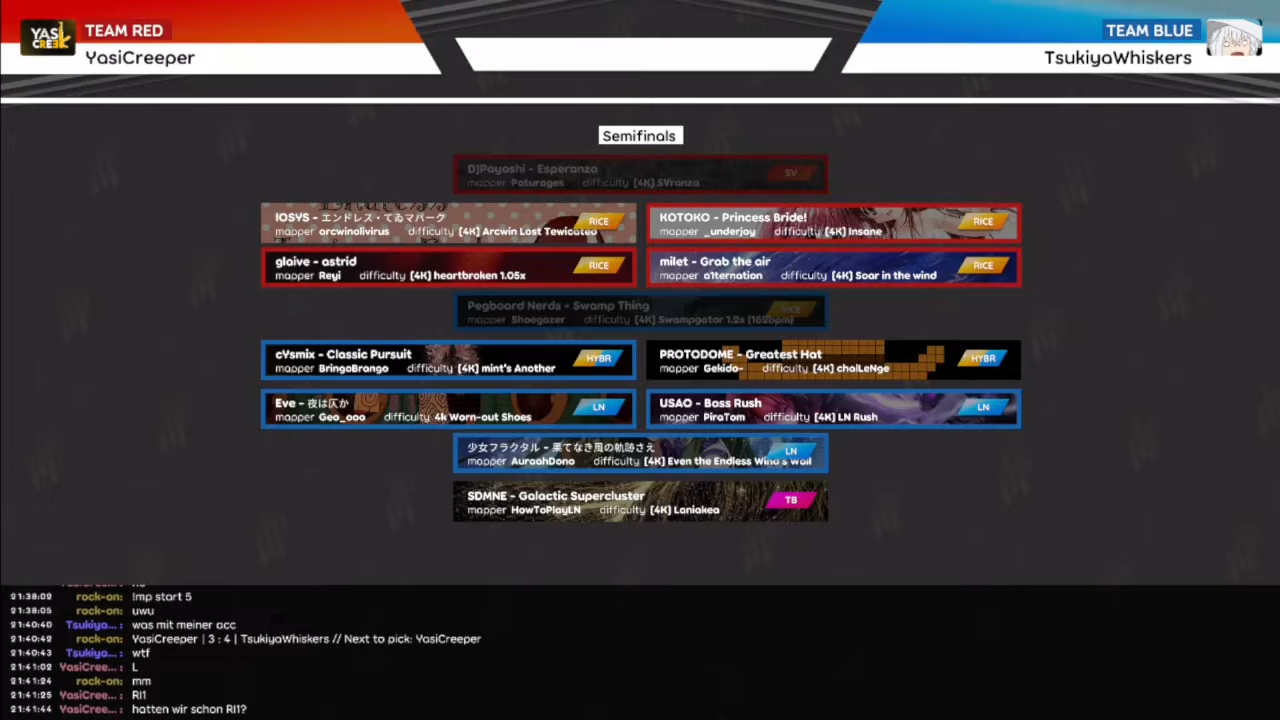 YASI CREEK
TEAM RED
YasiCreeper
TEAM BLUE
TsukiyaWhiskers
Semifinals
DJPoyoshi - Esperanza
mapper Paturages difficulty [4K] SVranza
SV
IOSYS - エンドレス・てゐマパーク
mapper arcwinolivirus difficulty [4K] Arcwin Lost Tewicated
RICE
KOTOKO - Princess Bride!
mapper _underjoy difficulty [4K] Insane
RICE
glaive - astrid
mapper Reyi difficulty [4K] heartbroken 1.05x
RICE
milet - Grab the air
mapper a1ternation difficulty [4K] Soar in the wind
RICE
Pegboard Nerds - Swamp Thing
mapper Shoegazer difficulty [4K] Swampgator 1.2x (162bpm)
RICE
cYsmix - Classic Pursuit
mapper BringoBrango difficulty [4K] mint's Another
HYBR
PROTODOME - Greatest Hat
mapper Gekido- difficulty [4K] chaLLeNge
HYBR
Eve - 夜は仄か
mapper Geo_ooo difficulty 4k Worn-out Shoes
LN
USAO - Boss Rush
mapper PiraTom difficulty [4K] LN Rush
LN
少女フラクタル - 果てなき風の軌跡さえ
mapper AuraohDono difficulty [4K] Even the Endless Wind's Wail
LN
SDMNE - Galactic Supercluster
mapper HowToPlayLN difficulty [4K] Laniakea
TB
21:38:02 rock-on: !mp start 5
21:38:05 rock-on: uwu
21:40:40 Tsukiya... : was mit meiner acc
21:40:42 rock-on: YasiCreeper | 3 : 4 | TsukiyaWhiskers // Next to pick: YasiCreeper
21:40:43 Tsukiya... : wtf
21:41:02 YasiCree... : L
21:41:24 rock-on: mm
21:41:25 YasiCree... : RI1
21:41:44 YasiCree... : hatten wir schon RI1?